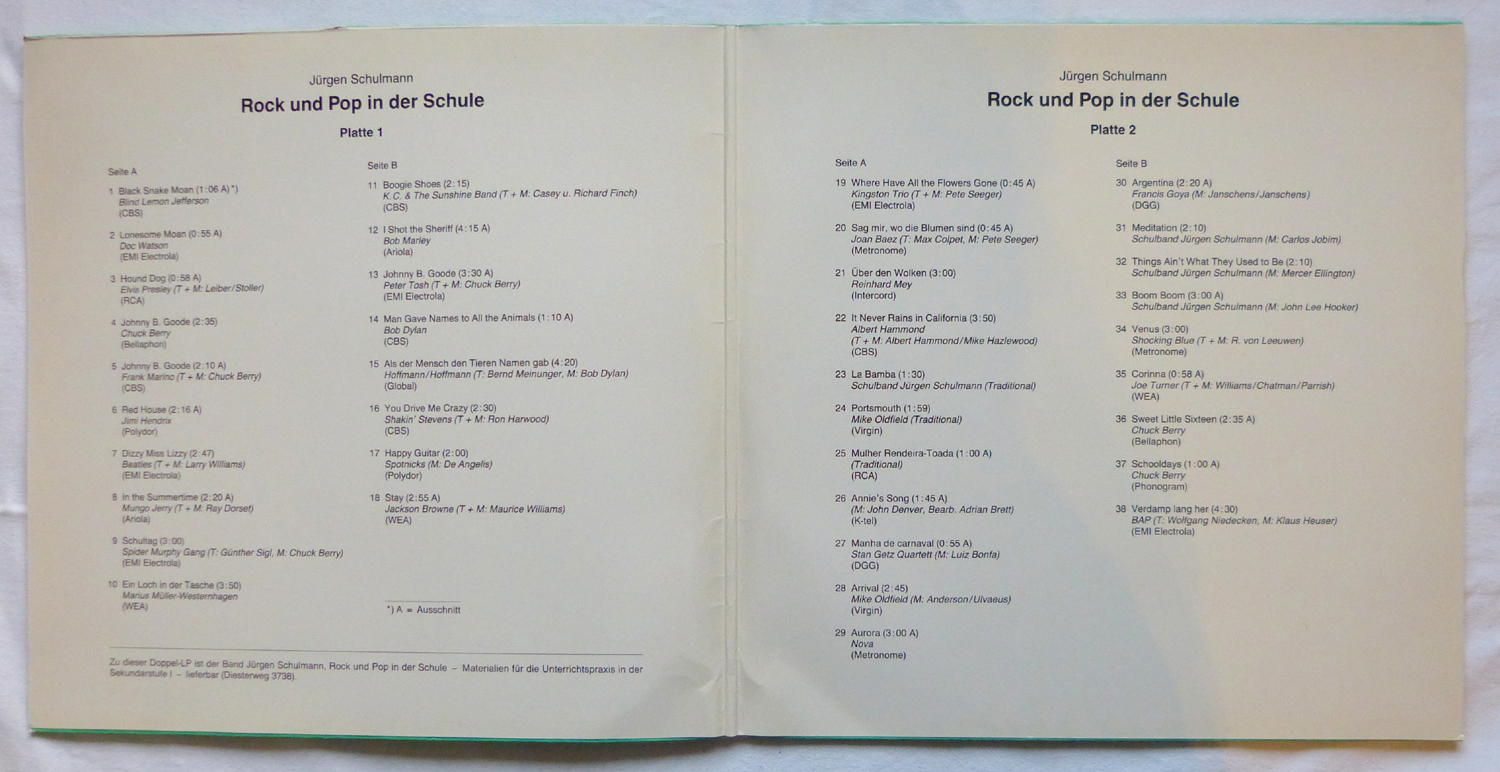 Jürgen Schulmann
Rock und Pop in der Schule
Platte 1
Seite A
1 Black Snake Moan (1:06 A)*)
Blind Lemon Jefferson
(CBS)
2 Lonesome Moan (0:55 A)
Doc Watson
(EMI Electrola)
3 Hound Dog (0:58 A)
Elvis Presley (T + M: Leiber/Stoller)
(RCA)
4 Johnny B. Goode (2:35)
Chuck Berry
(Bellaphon)
5 Johnny B. Goode (2:10 A)
Frank Marino (T + M: Chuck Berry)
(CBS)
6 Red House (2:16 A)
Jimi Hendrix
(Polydor)
7 Dizzy Miss Lizzy (2:47)
Beatles (T + M: Larry Williams)
(EMI Electrola)
8 In the Summertime (2:20 A)
Mungo Jerry (T + M: Ray Dorset)
(Ariola)
9 Schultag (3:00)
Spider Murphy Gang (T: Günther Sigl, M: Chuck Berry)
(EMI Electrola)
10 Ein Loch in der Tasche (3:50)
Marius Müller-Westernhagen
(WEA)
Seite B
11 Boogie Shoes (2:15)
K. C. & The Sunshine Band (T + M: Casey u. Richard Finch)
(CBS)
12 I Shot the Sheriff (4:15 A)
Bob Marley
(Ariola)
13 Johnny B. Goode (3:30 A)
Peter Tosh (T + M: Chuck Berry)
(EMI Electrola)
14 Man Gave Names to All the Animals (1:10 A)
Bob Dylan
(CBS)
15 Als der Mensch den Tieren Namen gab (4:20)
Hoffmann/Hoffmann (T: Bernd Meinunger, M: Bob Dylan)
(Global)
16 You Drive Me Crazy (2:30)
Shakin' Stevens (T + M: Ron Harwood)
(CBS)
17 Happy Guitar (2:00)
Spotnicks (M: De Angelis)
(Polydor)
18 Stay (2:55 A)
Jackson Browne (T + M: Maurice Williams)
(WEA)
*) A = Ausschnitt
Zu dieser Doppel-LP ist der Band Jürgen Schulmann, Rock und Pop in der Schule – Materialien für die Unterrichtspraxis in der
Sekundarstufe I – lieferbar (Diesterweg 3738).
Jürgen Schulmann
Rock und Pop in der Schule
Platte 2
Seite A
19 Where Have All the Flowers Gone (0:45 A)
Kingston Trio (T + M: Pete Seeger)
(EMI Electrola)
20 Sag mir, wo die Blumen sind (0:45 A)
Joan Baez (T: Max Colpet, M: Pete Seeger)
(Metronome)
21 Über den Wolken (3:00)
Reinhard Mey
(Intercord)
22 It Never Rains in California (3:50)
Albert Hammond
(T + M: Albert Hammond/Mike Hazlewood)
(CBS)
23 La Bamba (1:30)
Schulband Jürgen Schulmann (Traditional)
24 Portsmouth (1:59)
Mike Oldfield (Traditional)
(Virgin)
25 Mulher Rendeira-Toada (1:00 A)
(Traditional)
(RCA)
26 Annie's Song (1:45 A)
(M: John Denver, Bearb. Adrian Brett)
(K-tel)
27 Manha de carnaval (0:55 A)
Stan Getz Quartett (M: Luiz Bonfa)
(DGG)
28 Arrival (2:45)
Mike Oldfield (M: Anderson/Ulvaeus)
(Virgin)
29 Aurora (3:00 A)
Nova
(Metronome)
Seite B
30 Argentina (2:20 A)
Francis Goya (M: Janschens/Janschens)
(DGG)
31 Meditation (2:10)
Schulband Jürgen Schulmann (M: Carlos Jobim)
32 Things Ain't What They Used to Be (2:10)
Schulband Jürgen Schulmann (M: Mercer Ellington)
33 Boom Boom (3:00 A)
Schulband Jürgen Schulmann (M: John Lee Hooker)
34 Venus (3:00)
Shocking Blue (T + M: R. von Leeuwen)
(Metronome)
35 Corinna (0:58 A)
Joe Turner (T + M: Williams/Chatman/Parrish)
(WEA)
36 Sweet Little Sixteen (2:35 A)
Chuck Berry
(Bellaphon)
37 Schooldays (1:00 A)
Chuck Berry
(Phonogram)
38 Verdamp lang her (4:30)
BAP (T: Wolfgang Niedecken, M: Klaus Heuser)
(EMI Electrola)